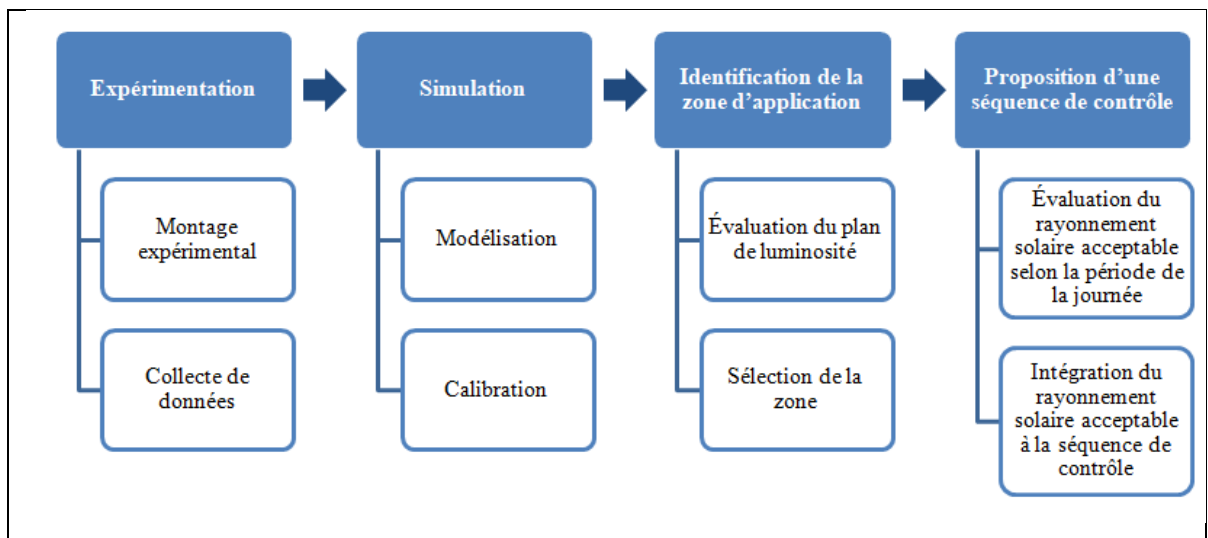 Expérimentation
Montage
expérimental
Collecte de
données
Simulation
Modélisation
Calibration
Identification de la
zone d'application
Évaluation du plan
de luminosité
Sélection de la
zone
Proposition d'une
séquence de contrôle
Évaluation du
rayonnement
solaire acceptable
selon la période de
la journée
Intégration du
rayonnement
solaire acceptable
à la séquence de
contrôle